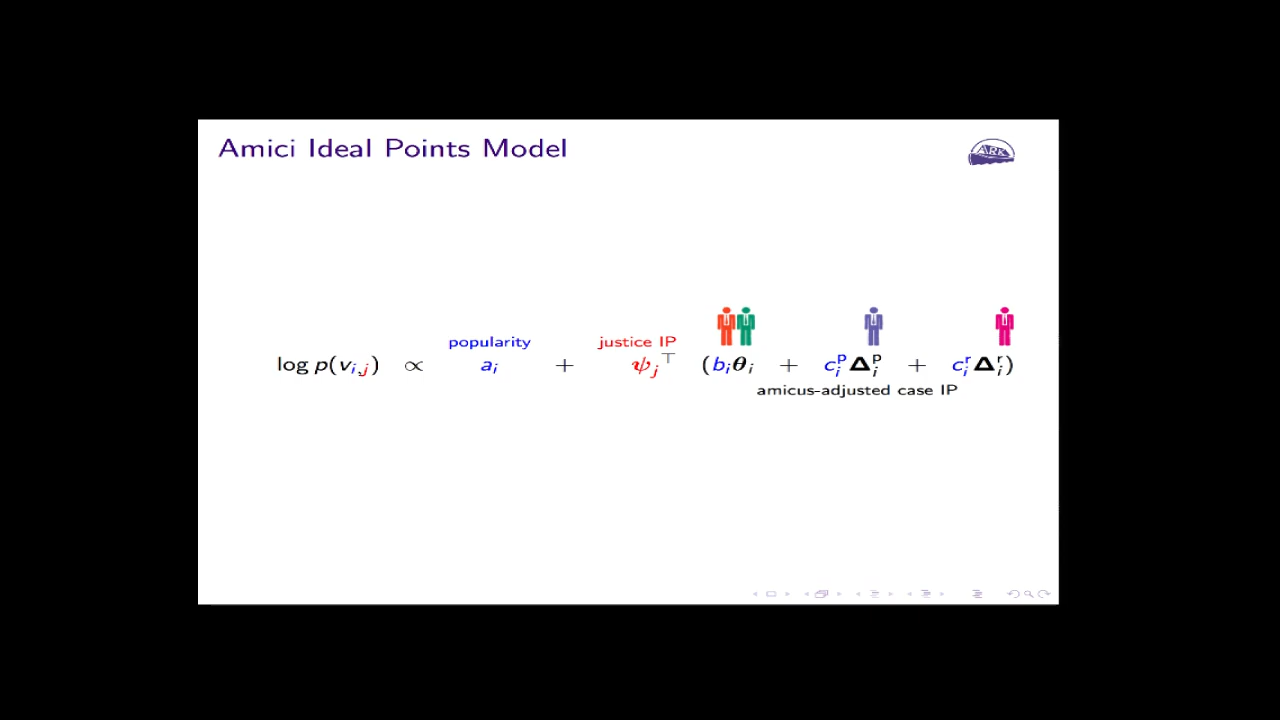 Amici Ideal Points Model
ARK
popularity justice IP
log p(v_{i,j}) ∝ a_i + ψ_j^⊤ (b_i θ_i + c_i^p Δ_i^p + c_i^r Δ_i^r)
amicus-adjusted case IP